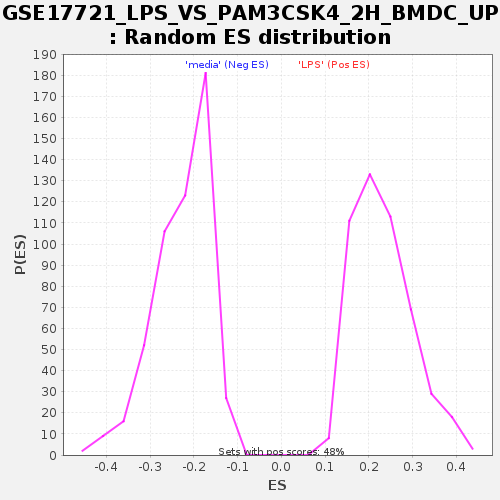 GSE17721_LPS_VS_PAM3CSK4_2H_BMDC_UP
: Random ES distribution
'media' (Neg ES) 'LPS' (Pos ES)
190
180
170
160
150
140
130
120
110
100
90
80
70
60
50
40
30
20
10
0
P(ES)
Sets with pos scores: 48%
-0.4 -0.3 -0.2 -0.1 0.0 0.1 0.2 0.3 0.4
ES